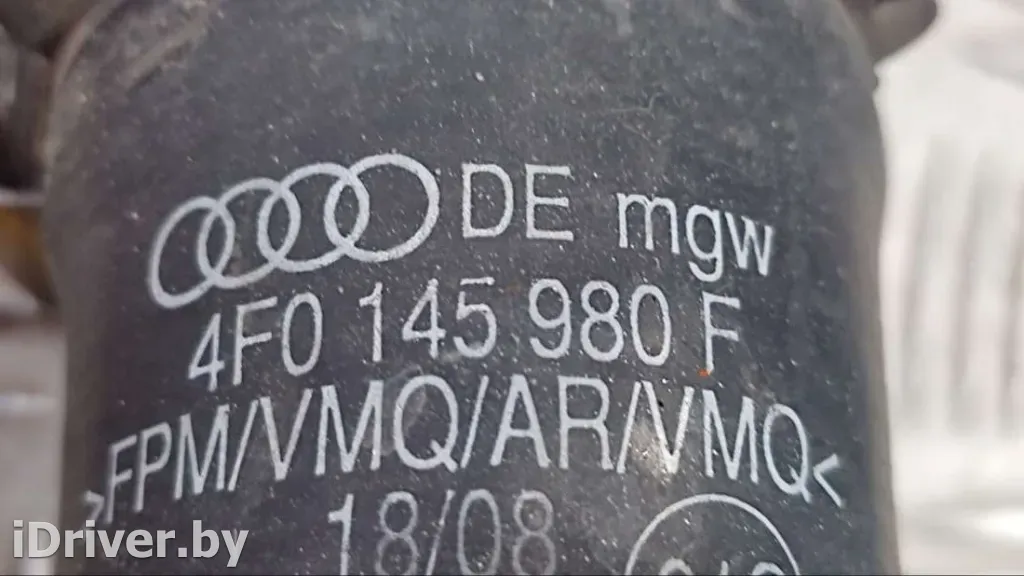 DE mgw
4F0 145 980 F
>FPM/VMQ/AR/VMQ<
18/08
iDriver.by